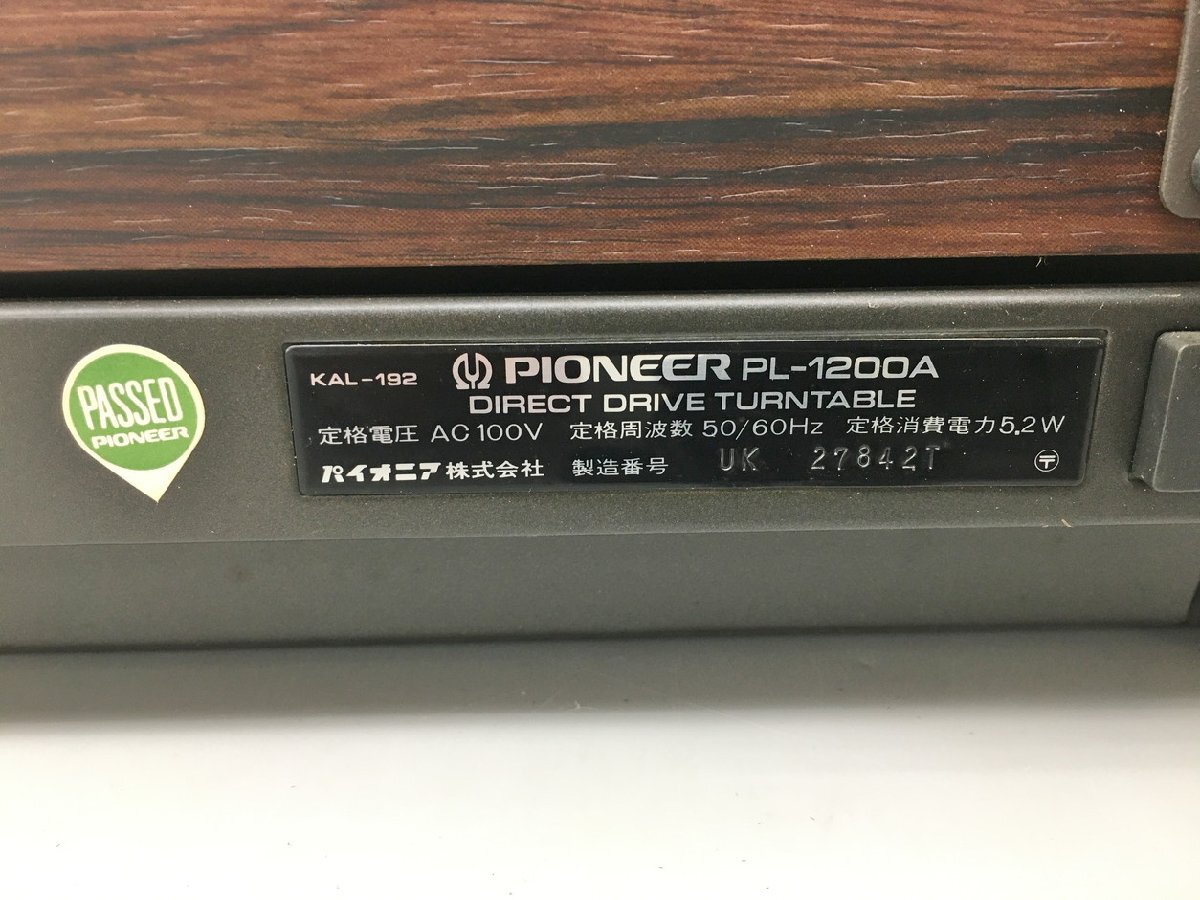 PASSED
PIONEER
KAL-192 PIONEER PL-1200A
DIRECT DRIVE TURNTABLE
定格電圧 AC100V 定格周波数 50/60Hz 定格消費電力5.2W
パイオニア株式会社 製造番号 UK 27842T 〶